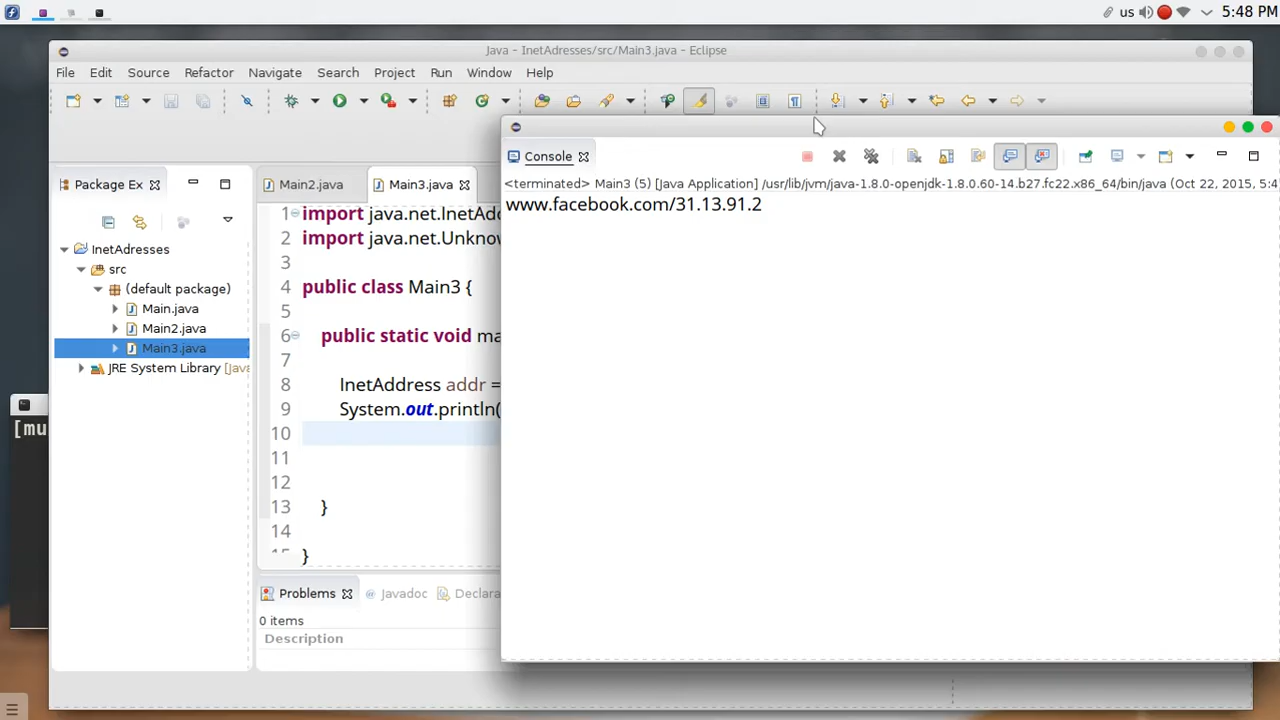 us
5:48 PM
Java - InetAdresses/src/Main3.java - Eclipse
File Edit Source Refactor Navigate Search Project Run Window Help
Package Ex
Main2.java
Main3.java
Console
<terminated> Main3 (5) [Java Application] /usr/lib/jvm/java-1.8.0-openjdk-1.8.0.60-14.b27.fc22.x86_64/bin/java (Oct 22, 2015, 5:4
www.facebook.com/31.13.91.2
InetAdresses
src
(default package)
Main.java
Main2.java
Main3.java
JRE System Library [Java
1 import java.net.InetAdd
2 import java.net.Unknow
3
4 public class Main3 {
5
6 public static void ma
7
8 InetAddress addr =
9 System.out.println(
10
11
12
13 }
14
15 }
[mu
Problems
Javadoc
Declara
0 items
Description